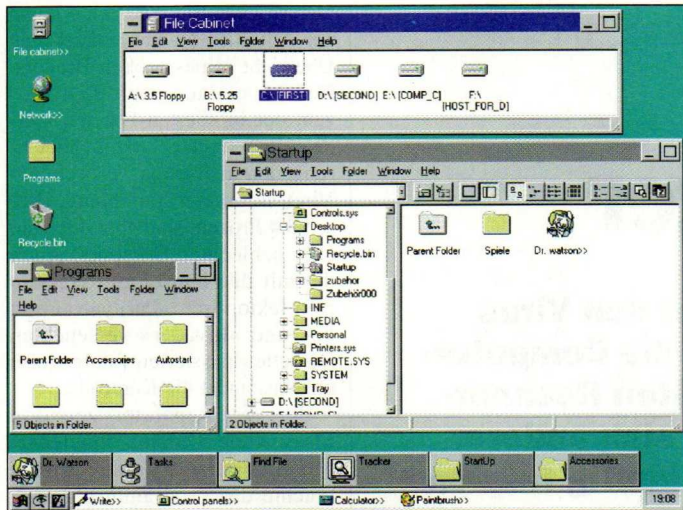 File Cabinet
File Edit View Tools Folder Window Help
A:\ 3.5 Floppy
B:\ 5.25 Floppy
C:\ [FIRST]
D:\ [SECOND]
E:\ [COMP_C]
F:\ [HOST_FOR_D]
File cabinet>>
Network>>
Programs
Recycle.bin
Startup
File Edit View Tools Folder Window Help
Startup
Controls.sys
Desktop
Programs
Recycle.bin
Startup
zubehor
Zubehör000
INF
MEDIA
Personal
Printers.sys
REMOTE.SYS
SYSTEM
Tray
D:\ [SECOND]
Parent Folder
Spiele
Dr. watson>>
2 Objects in Folder.
Programs
File Edit View Tools Folder Window
Help
Parent Folder
Accessories
Autostart
5 Objects in Folder.
Dr. Watson
Tasks
Find File
Tracker
StartUp
Accessories
Write>>
Control panels>>
Calculator>>
Paintbrush>>
19:08